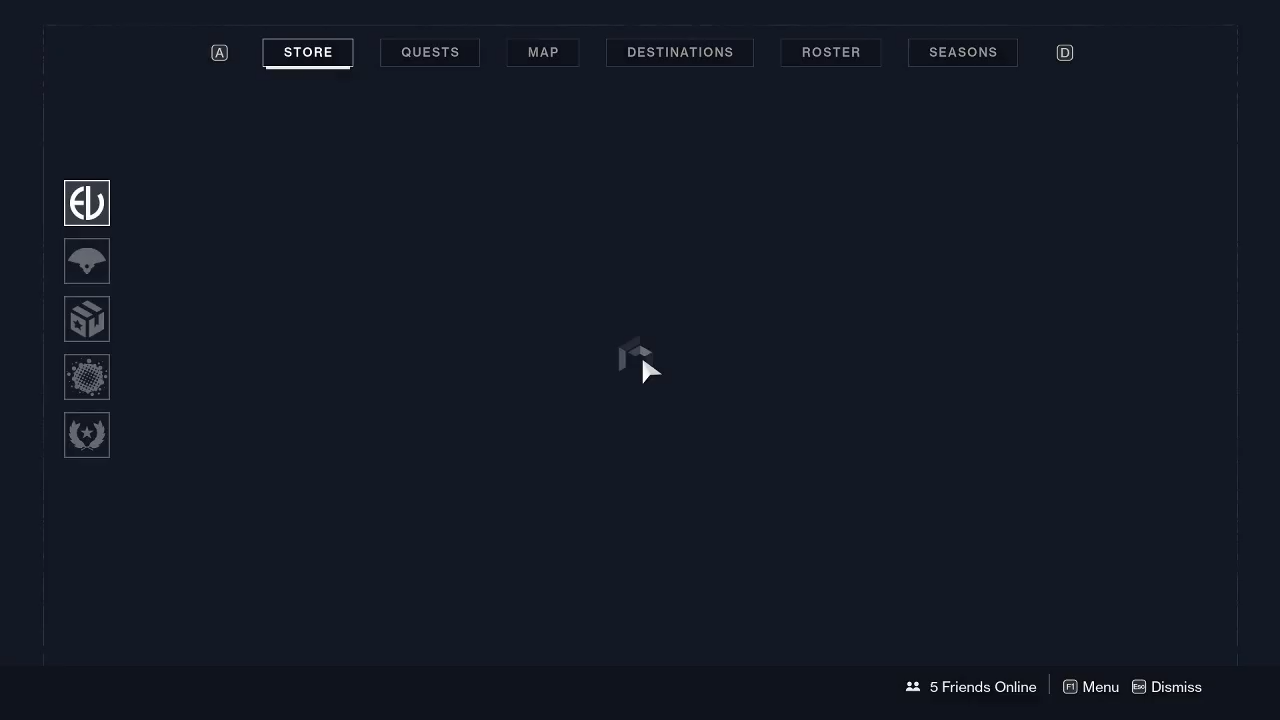 A STORE QUESTS MAP DESTINATIONS ROSTER SEASONS D
5 Friends Online F1 Menu Esc Dismiss